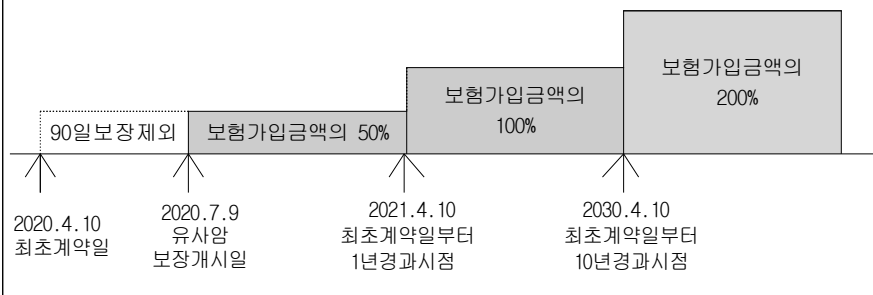 보험가입금액의
200%
보험가입금액의
100%
90일보장제외
보험가입금액의 50%
2020.4.10
최초계약일
2020.7.9
유사암
보장개시일
2021.4.10
최초계약일부터
1년경과시점
2030.4.10
최초계약일부터
10년경과시점